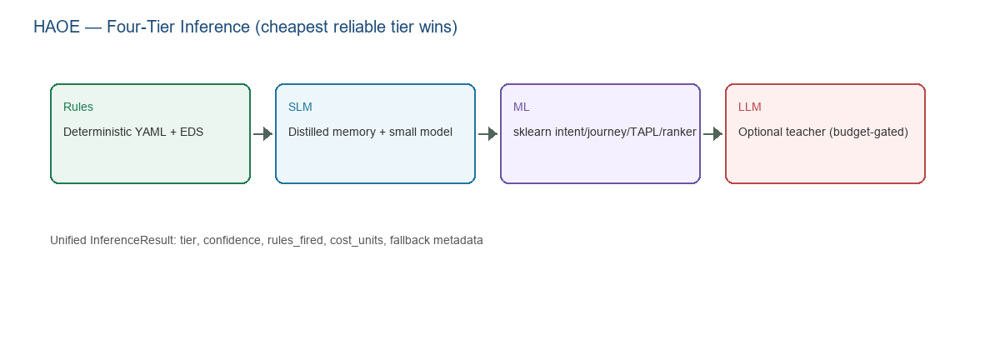 HAOE — Four-Tier Inference (cheapest reliable tier wins)
Rules
Deterministic YAML + EDS
SLM
Distilled memory + small model
ML
sklearn intent/journey/TAPL/ranker
LLM
Optional teacher (budget-gated)
Unified InferenceResult: tier, confidence, rules_fired, cost_units, fallback metadata